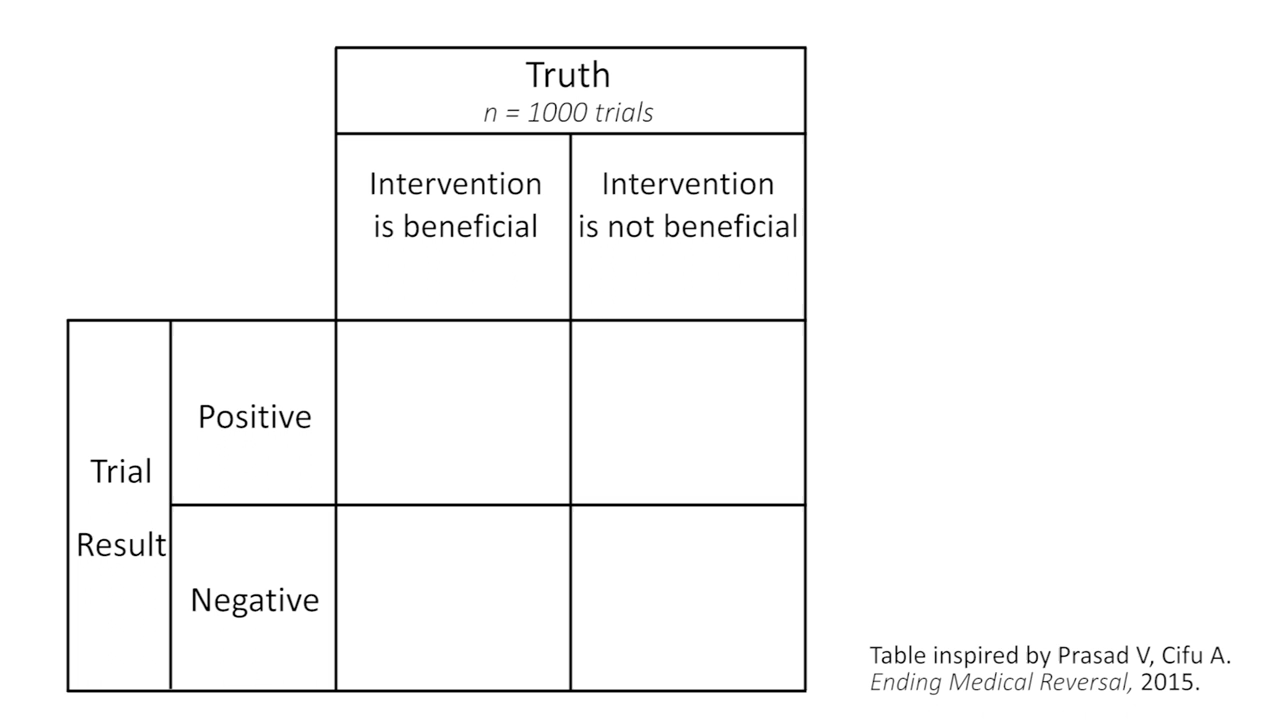 Truth
n = 1000 trials
Intervention
is beneficial
Intervention
is not beneficial
Trial
Result
Positive
Negative
Table inspired by Prasad V, Cifu A.
Ending Medical Reversal, 2015.